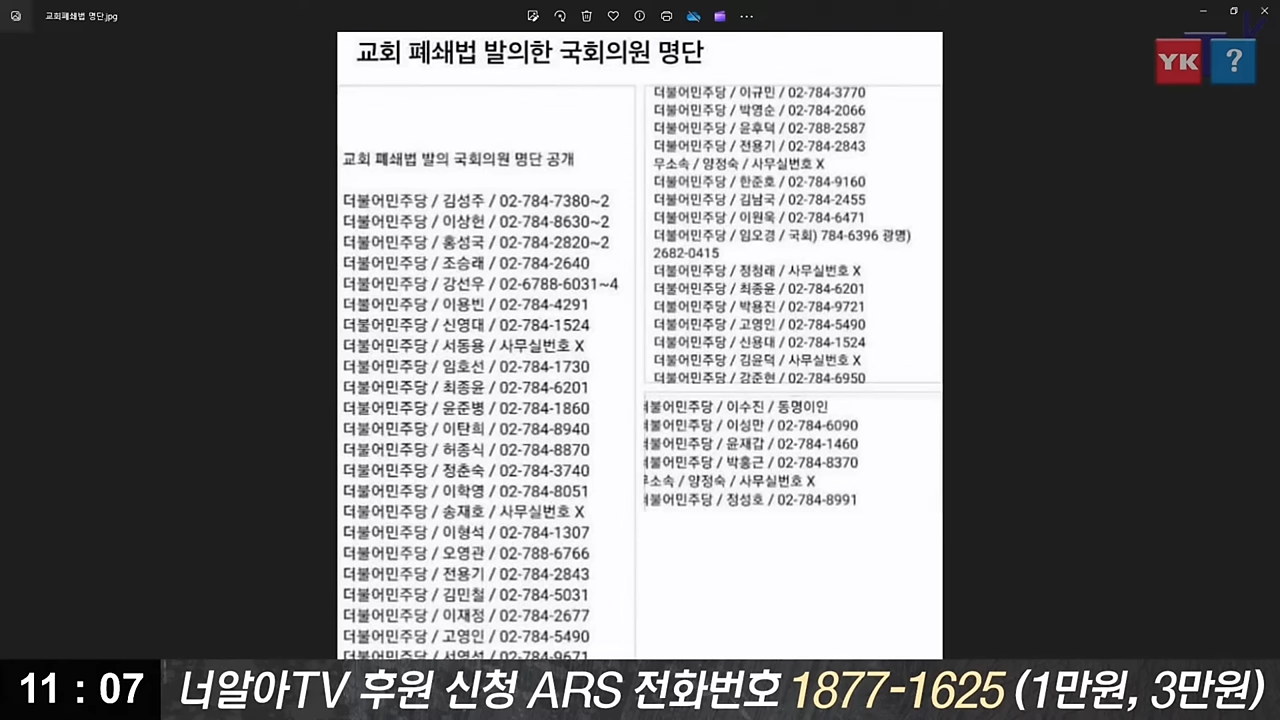 교회폐쇄법 명단.jpg
YK ?
교회 폐쇄법 발의한 국회의원 명단
교회 폐쇄법 발의 국회의원 명단 공개
더불어민주당 / 김성주 / 02-784-7380~2
더불어민주당 / 이상헌 / 02-784-8630~2
더불어민주당 / 홍성국 / 02-784-2820~2
더불어민주당 / 조승래 / 02-784-2640
더불어민주당 / 강선우 / 02-6788-6031~4
더불어민주당 / 이용빈 / 02-784-4291
더불어민주당 / 신영대 / 02-784-1524
더불어민주당 / 서동용 / 사무실번호 X
더불어민주당 / 임호선 / 02-784-1730
더불어민주당 / 최종윤 / 02-784-6201
더불어민주당 / 윤준병 / 02-784-1860
더불어민주당 / 이탄희 / 02-784-8940
더불어민주당 / 허종식 / 02-784-8870
더불어민주당 / 정춘숙 / 02-784-3740
더불어민주당 / 이학영 / 02-784-8051
더불어민주당 / 송재호 / 사무실번호 X
더불어민주당 / 이형석 / 02-784-1307
더불어민주당 / 오영관 / 02-788-6766
더불어민주당 / 전용기 / 02-784-2843
더불어민주당 / 김민철 / 02-784-5031
더불어민주당 / 이재정 / 02-784-2677
더불어민주당 / 고영인 / 02-784-5490
더불어민주당 / 서영석 / 02-784-9671
더불어민주당 / 이규민 / 02-784-3770
더불어민주당 / 박영순 / 02-784-2066
더불어민주당 / 윤후덕 / 02-788-2587
더불어민주당 / 전용기 / 02-784-2843
무소속 / 양정숙 / 사무실번호 X
더불어민주당 / 한준호 / 02-784-9160
더불어민주당 / 김남국 / 02-784-2455
더불어민주당 / 이원욱 / 02-784-6471
더불어민주당 / 임오경 / 국회) 784-6396 광명)
2682-0415
더불어민주당 / 정청래 / 사무실번호 X
더불어민주당 / 최종윤 / 02-784-6201
더불어민주당 / 박용진 / 02-784-9721
더불어민주당 / 고영인 / 02-784-5490
더불어민주당 / 신용대 / 02-784-1524
더불어민주당 / 김윤덕 / 사무실번호 X
더불어민주당 / 강준현 / 02-784-6950
더불어민주당 / 이수진 / 동명이인
더불어민주당 / 이성만 / 02-784-6090
더불어민주당 / 윤재갑 / 02-784-1460
더불어민주당 / 박홍근 / 02-784-8370
무소속 / 양정숙 / 사무실번호 X
더불어민주당 / 정성호 / 02-784-8991
11 : 07 너알아TV 후원 신청 ARS 전화번호 1877-1625 (1만원, 3만원)